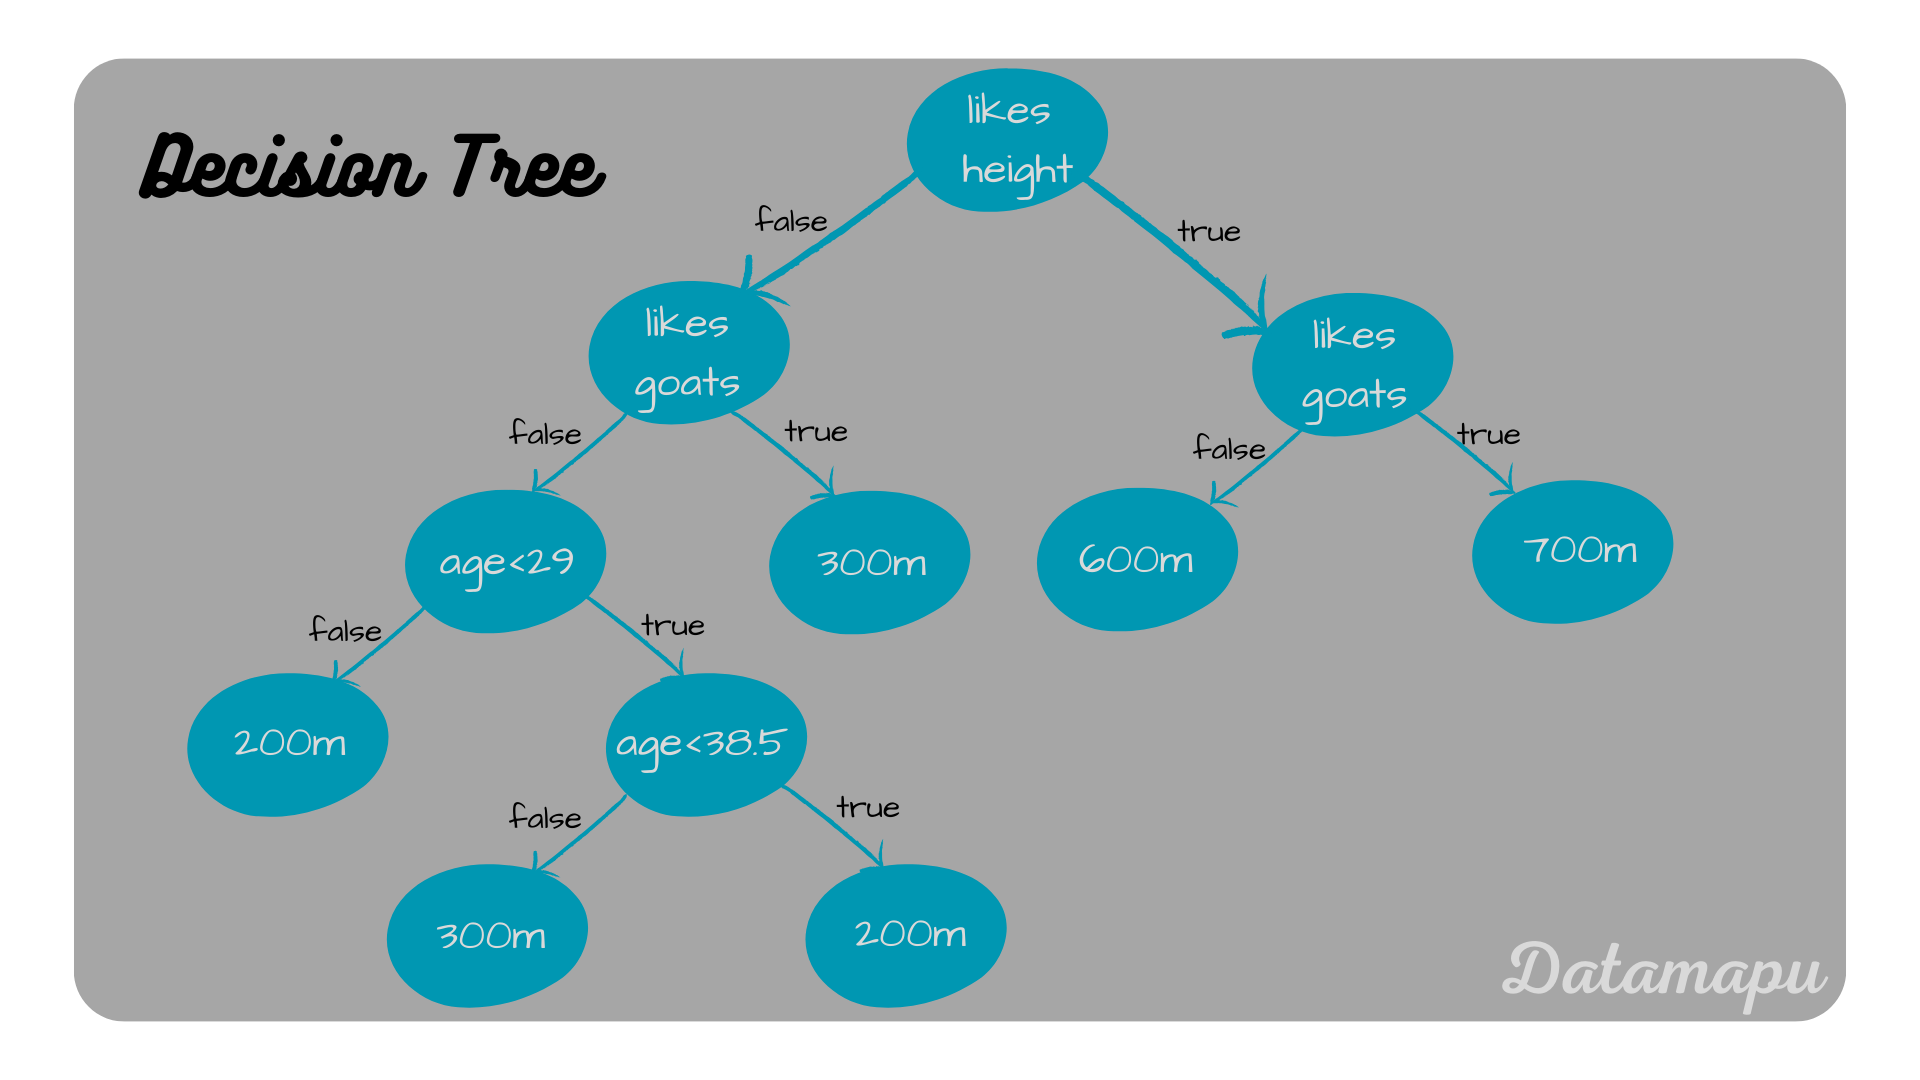 Decision Tree
likes
height
false
true
likes
goats
likes
goats
false
true
false
true
age<29
300m
600m
700m
false
true
200m
age<38.5
false
true
300m
200m
Datamapu